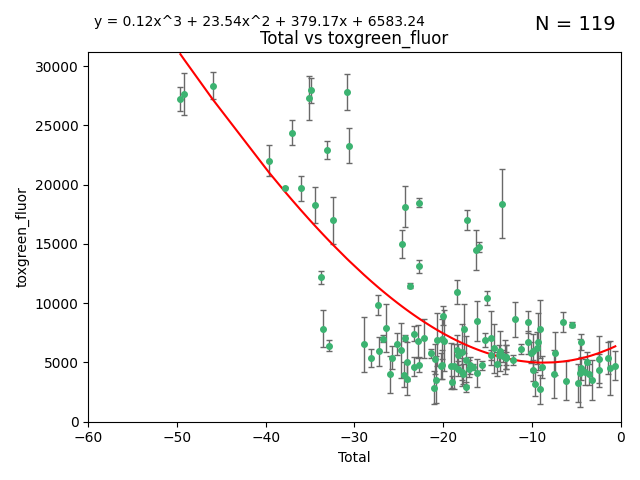 y = 0.12x^3 + 23.54x^2 + 379.17x + 6583.24
N = 119
Total vs toxgreen_fluor
30000
25000
20000
15000
10000
5000
0
toxgreen_fluor
−60 −50 −40 −30 −20 −10 0
Total